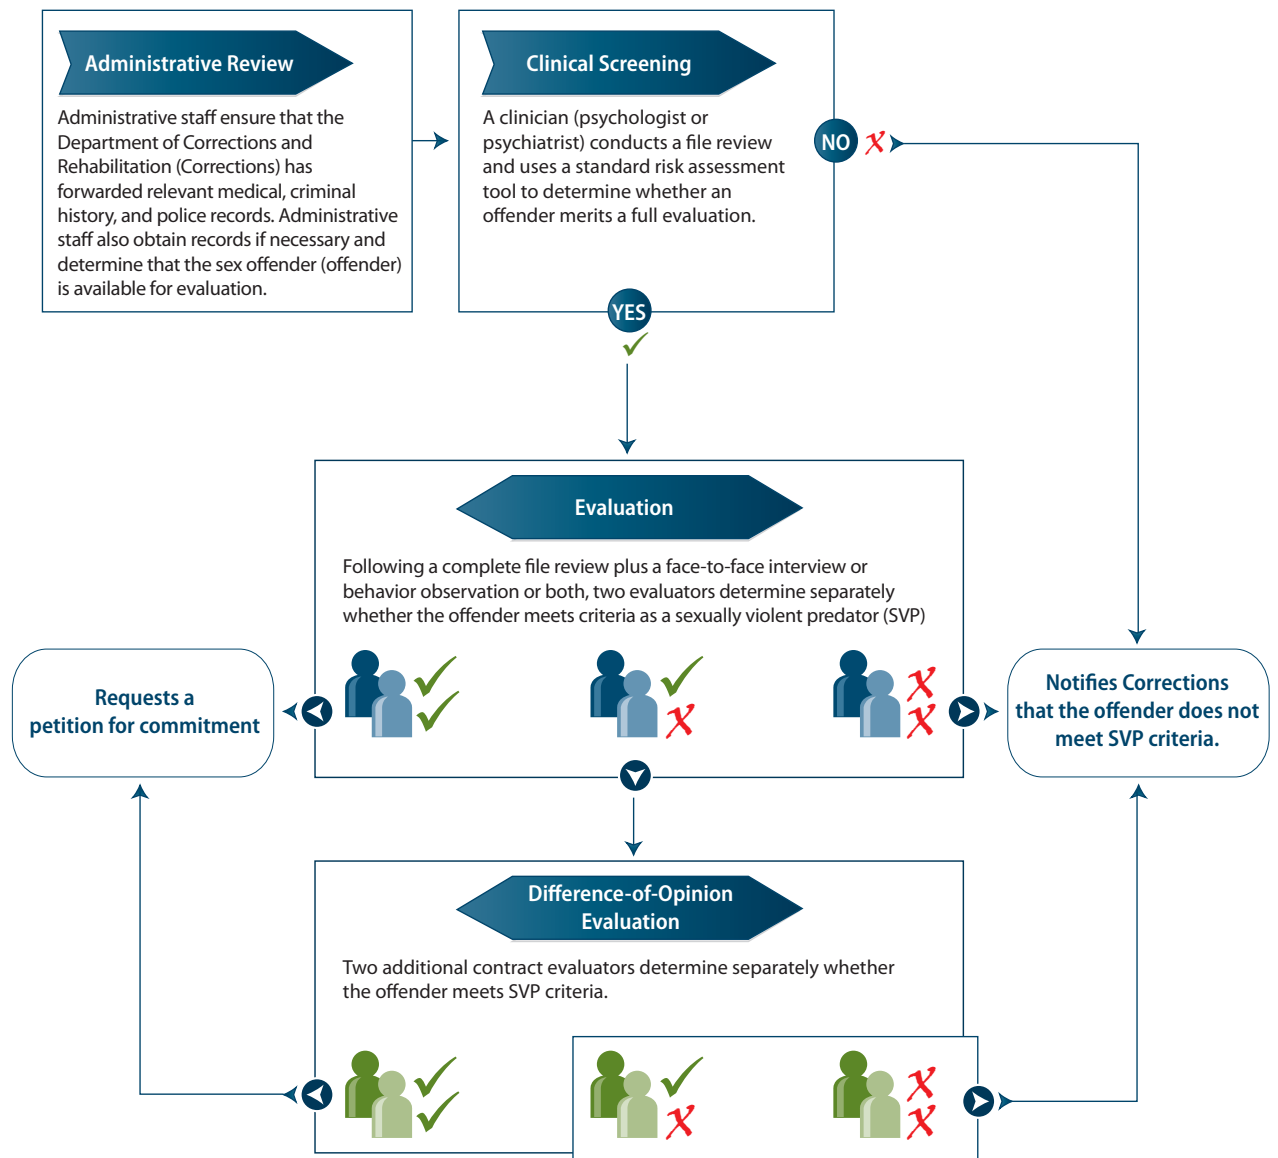 Administrative Review
Administrative staff ensure that the
Department of Corrections and
Rehabilitation (Corrections) has
forwarded relevant medical, criminal
history, and police records. Administrative
staff also obtain records if necessary and
determine that the sex offender (offender)
is available for evaluation.
Clinical Screening
A clinician (psychologist or
psychiatrist) conducts a file review
and uses a standard risk assessment
tool to determine whether an
offender merits a full evaluation.
NO
YES
Evaluation
Following a complete file review plus a face-to-face interview or
behavior observation or both, two evaluators determine separately
whether the offender meets criteria as a sexually violent predator (SVP)
Requests a
petition for commitment
Notifies Corrections
that the offender does not
meet SVP criteria.
Difference-of-Opinion
Evaluation
Two additional contract evaluators determine separately whether
the offender meets SVP criteria.